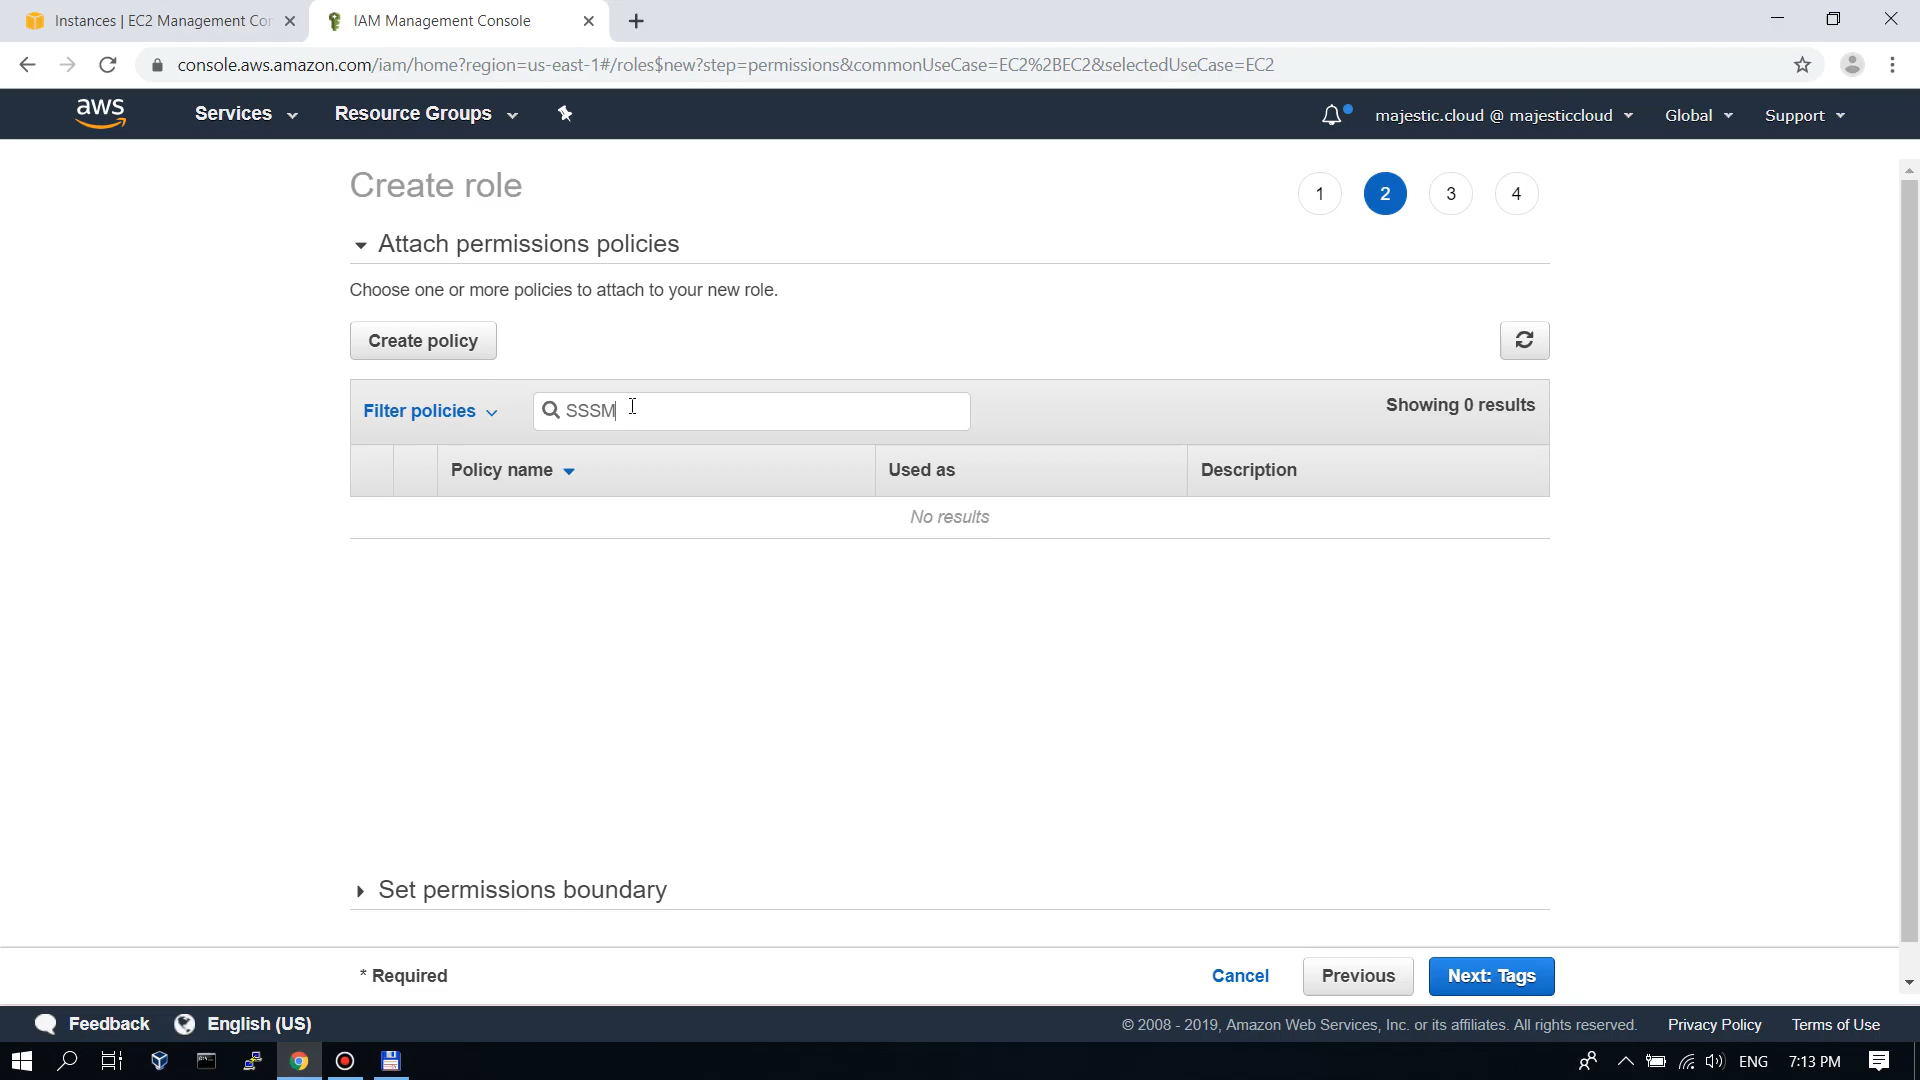 Instances | EC2 Management Con
IAM Management Console
console.aws.amazon.com/iam/home?region=us-east-1#/roles$new?step=permissions&commonUseCase=EC2%2BEC2&selectedUseCase=EC2
aws
Services
Resource Groups
majestic.cloud @ majesticcloud
Global
Support
Create role
1
2
3
4
Attach permissions policies
Choose one or more policies to attach to your new role.
Create policy
Filter policies
SSSM
Showing 0 results
Policy name
Used as
Description
No results
Set permissions boundary
* Required
Cancel
Previous
Next: Tags
Feedback
English (US)
© 2008 - 2019, Amazon Web Services, Inc. or its affiliates. All rights reserved.
Privacy Policy
Terms of Use
ENG
7:13 PM